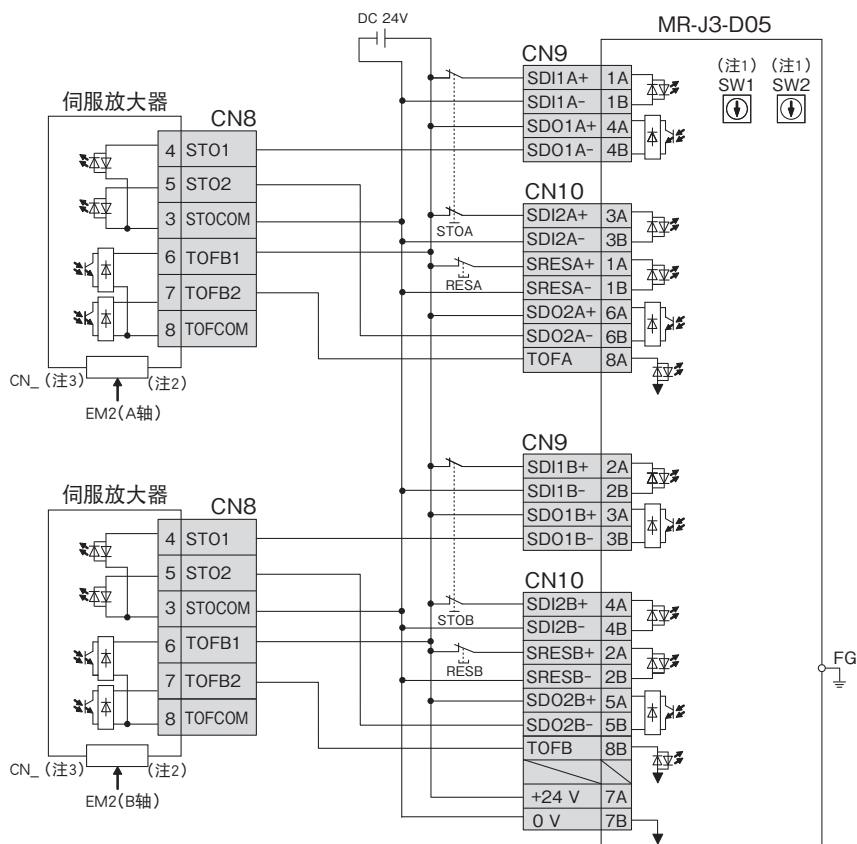 DC 24V
MR-J3-D05
(注1) (注1)
SW1 SW2
CN9
SDI1A+ 1A
SDI1A- 1B
SDO1A+ 4A
SDO1A- 4B
伺服放大器
CN8
4 STO1
5 STO2
3 STOCOM
6 TOFB1
7 TOFB2
8 TOFCOM
CN_ (注3) (注2)
EM2(A轴)
STOA
RESA
CN10
SDI2A+ 3A
SDI2A- 3B
SRESA+ 1A
SRESA- 1B
SDO2A+ 6A
SDO2A- 6B
TOFA 8A
CN9
SDI1B+ 2A
SDI1B- 2B
SDO1B+ 3A
SDO1B- 3B
伺服放大器
CN8
4 STO1
5 STO2
3 STOCOM
6 TOFB1
7 TOFB2
8 TOFCOM
CN_ (注3) (注2)
EM2(B轴)
STOB
RESB
CN10
SDI2B+ 4A
SDI2B- 4B
SRESB+ 2A
SRESB- 2B
SDO2B+ 5A
SDO2B- 5B
TOFB 8B
+24 V 7A
0 V 7B
FG